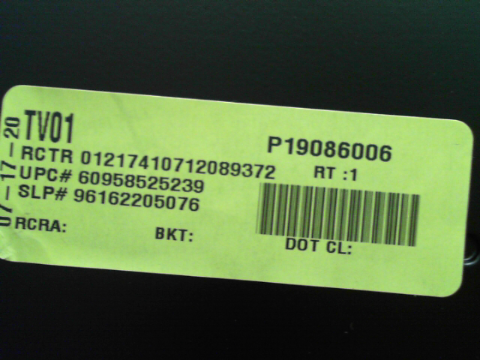 07-17-20
TV01
P19086006
RCTR 01217410712089372
RT :1
UPC# 60958525239
SLP# 96162205076
RCRA:
BKT:
DOT CL: